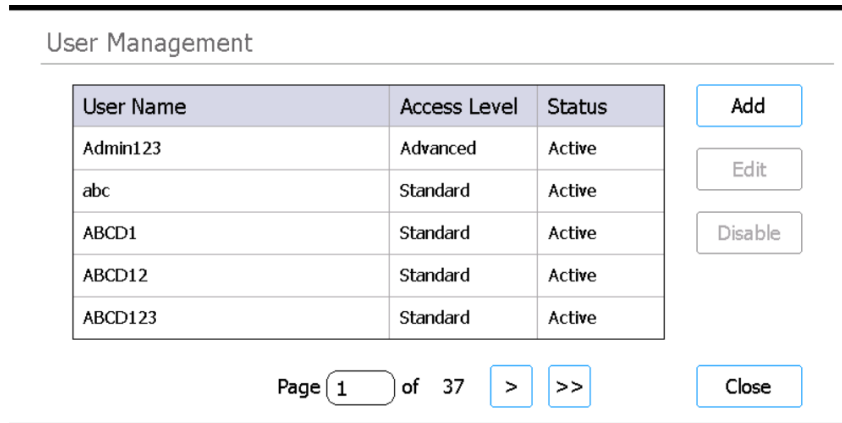 User Management
User Name Access Level Status Add
Admin123 Advanced Active
Edit
abc Standard Active
ABCD1 Standard Active Disable
ABCD12 Standard Active
ABCD123 Standard Active
Page 1 of 37 > >> Close